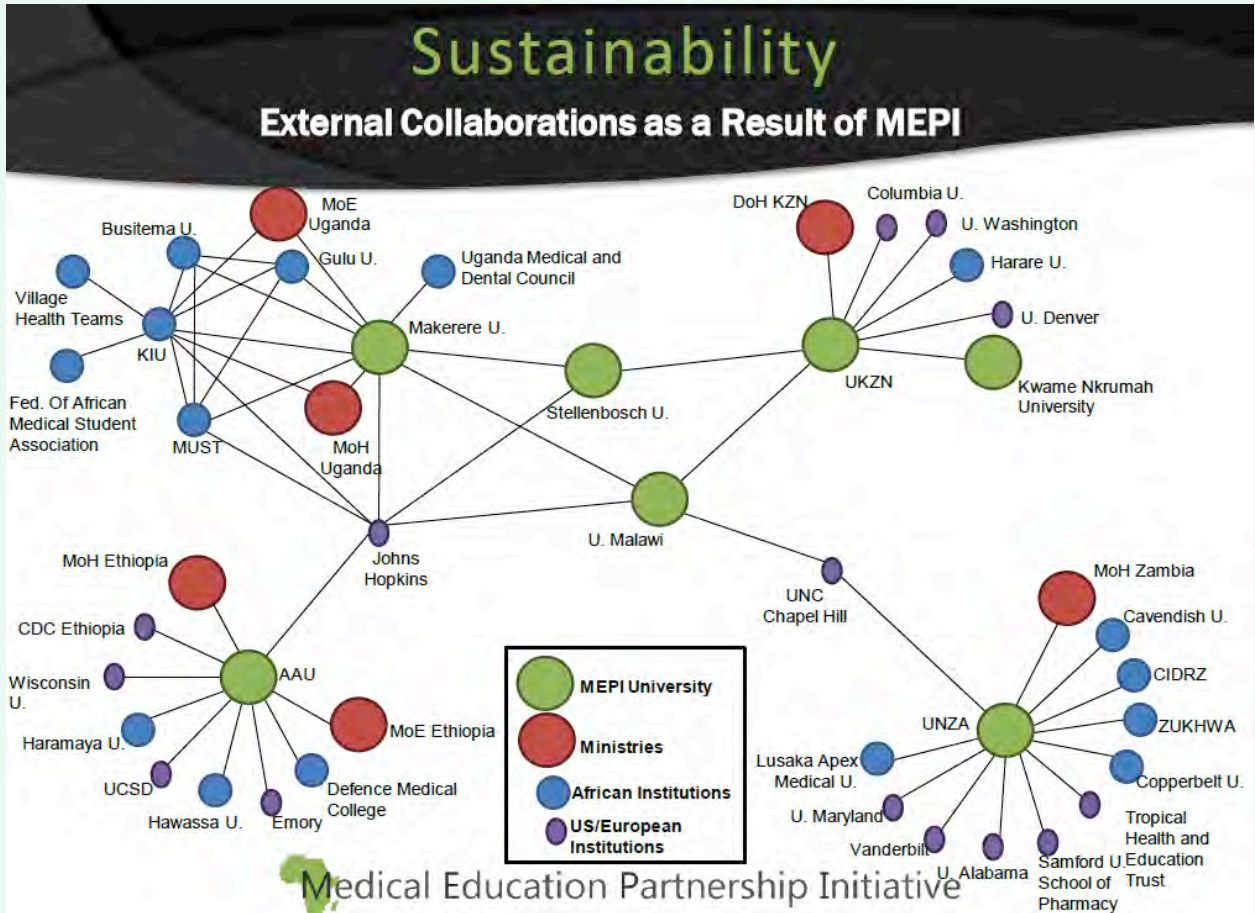 Sustainability
External Collaborations as a Result of MEPI
MoE
Uganda
Busitema U.
Gulu U.
Uganda Medical and
Dental Council
Village
Health Teams
KIU
Makerere U.
Fed. Of African
Medical Student
Association
MUST
MoH
Uganda
Stellenbosch U.
DoH KZN
Columbia U.
U. Washington
Harare U.
U. Denver
UKZN
Kwame Nkrumah
University
U. Malawi
Johns
Hopkins
UNC
Chapel Hill
MoH Ethiopia
CDC Ethiopia
Wisconsin
U.
AAU
Haramaya U.
MoE Ethiopia
UCSD
Hawassa U.
Emory
Defence Medical
College
MEPI University
Ministries
African Institutions
US/European
Institutions
MoH Zambia
Cavendish U.
CIDRZ
UNZA
ZUKHWA
Lusaka Apex
Medical U.
Copperbelt U.
U. Maryland
Vanderbilt
U. Alabama
Samford U.
School of
Pharmacy
Tropical
Health and
Education
Trust
Medical Education Partnership Initiative